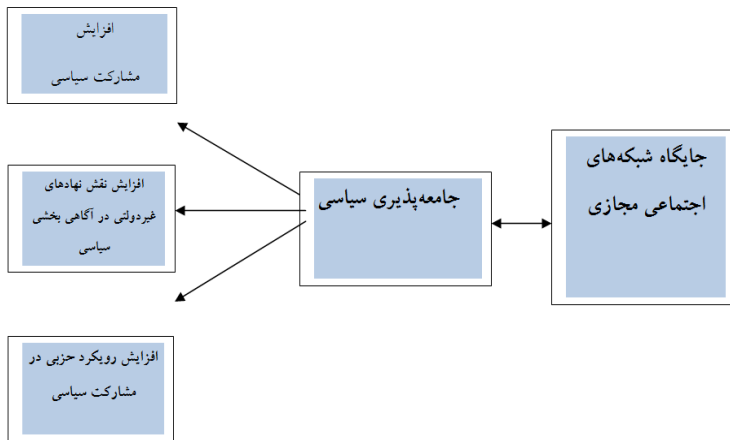 جایگاه شبکه‌های
اجتماعی مجازی
جامعه‌پذیری سیاسی
افزایش
مشارکت سیاسی
افزایش نقش نهادهای
غیردولتی در آگاهی بخشی
سیاسی
افزایش رویکرد حزبی در
مشارکت سیاسی